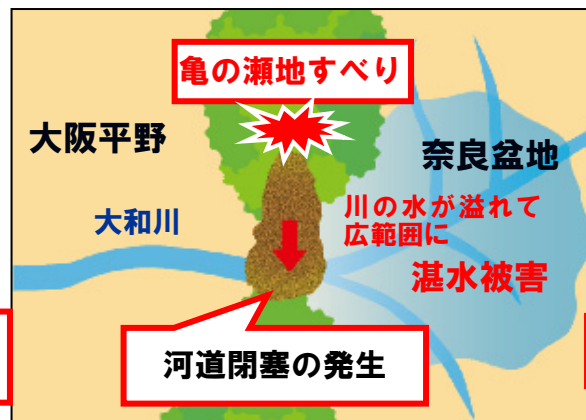 亀の瀬地すべり
大阪平野
奈良盆地
大和川
川の水が溢れて
広範囲に
湛水被害
河道閉塞の発生